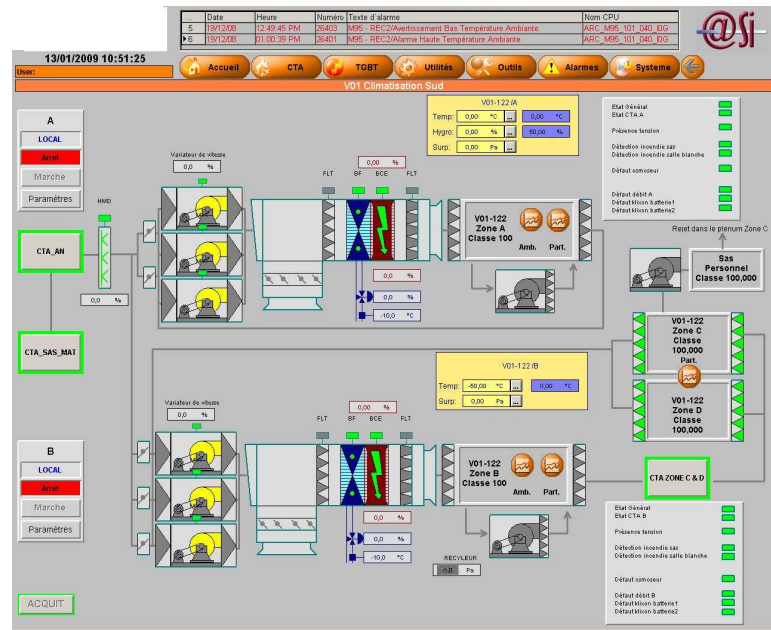 ... Date Heure Numéro Texte d'alarme Nom CPU
5 19/12/08 12:49:45 PM 26403 M95 - REC2/Avertissement Bas Température Ambiante. ARC_M95_101_040_I0G
6 19/12/08 01:00:39 PM 26401 M95 - REC2/Alarme Haute Température Ambiante. ARC_M95_101_040_I0G
@Si
13/01/2009 10:51:25
User:
Accueil CTA TGBT Utilités Outils Alarmes Systeme
V01 Climatisation Sud
A
LOCAL
Arrêt
Marche
Paramètres
V01-122 /A
Temp: 0,00 °C ... 0,00 °C
Hygro: 0,00 % ... 50,00 %
Surp: 0,00 Pa ...
Etat Général
Etat CTA A
Présence tension
Détection incendie sas
Détection incendie salle blanche
Défaut osmoseur
Défaut débit A
Défaut klixon batterie1
Défaut klixon batterie2
Variateur de vitesse
0,0 %
0,00 %
FLT BF BCE FLT
HMD
0,0 %
CTA_AN
CTA_SAS_MAT
V01-122
Zone A
Classe 100
Amb. Part.
0,0 %
0,0 %
-10,0 °C
Rejet dans le plenum Zone C
Sas
Personnel
Classe 100,000
V01-122
Zone C
Classe
100,000
Part.
V01-122
Zone D
Classe
100,000
V01-122 /B
Temp: -50,00 °C ... 0,00 °C
Surp: 0,00 Pa ...
Variateur de vitesse
0,0 %
0,00 %
FLT BF BCE FLT
B
LOCAL
Arrêt
Marche
Paramètres
V01-122
Zone B
Classe 100
Amb. Part.
CTA ZONE C & D
0,0 %
0,0 %
-10,0 °C
RECYLEUR
0,0 Pa
Etat Général
Etat CTA B
Présence tension
Détection incendie sas
Détection incendie salle blanche
Défaut osmoseur
Défaut débit B
Défaut klixon batterie1
Défaut klixon batterie2
ACQUIT